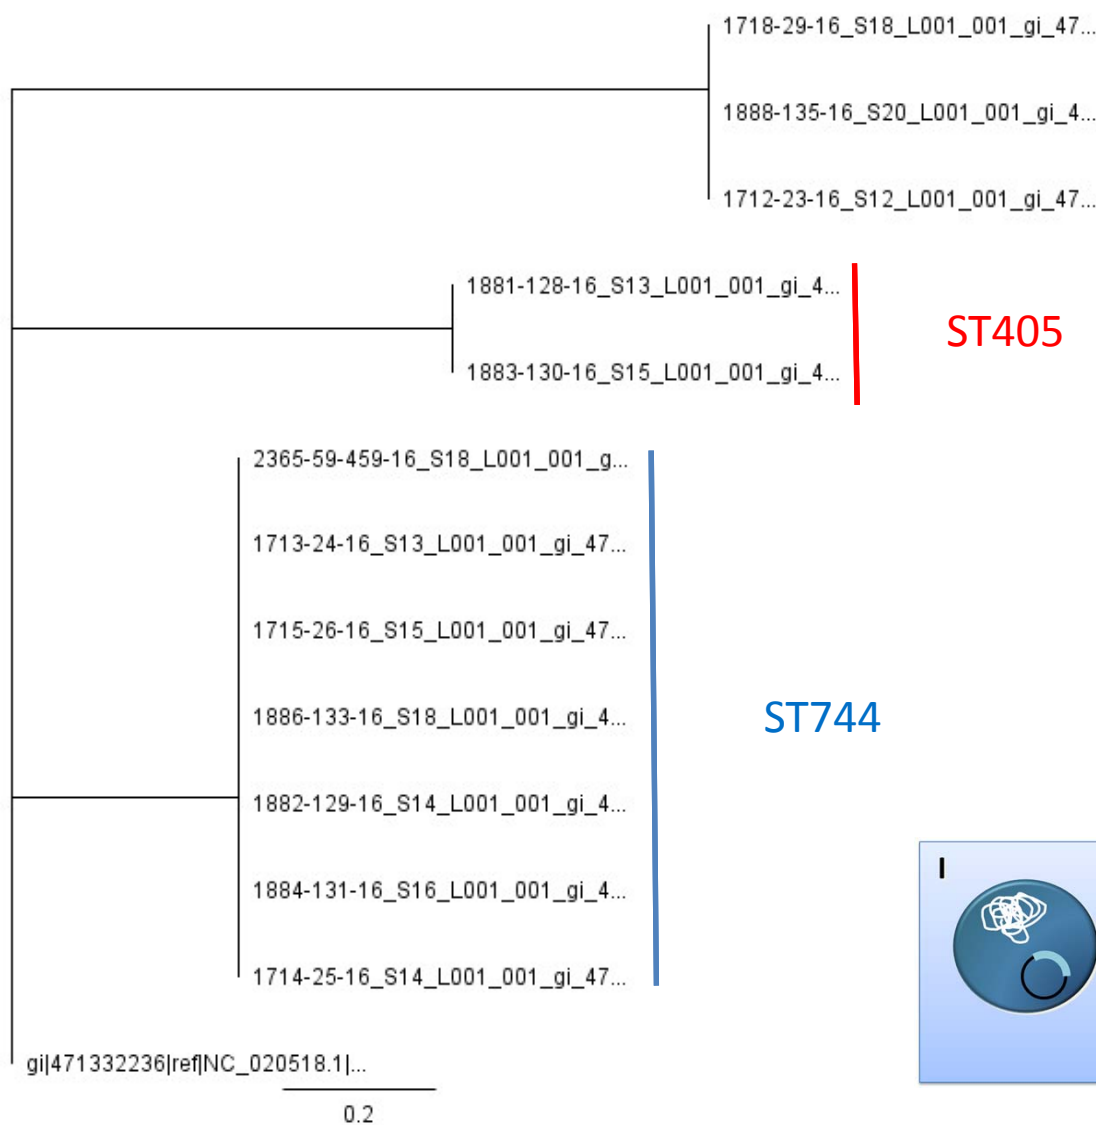 1718-29-16_S18_L001_001_gi_47...
1888-135-16_S20_L001_001_gi_4...
1712-23-16_S12_L001_001_gi_47...
1881-128-16_S13_L001_001_gi_4...
ST405
1883-130-16_S15_L001_001_gi_4...
2365-59-459-16_S18_L001_001_g...
1713-24-16_S13_L001_001_gi_47...
1715-26-16_S15_L001_001_gi_47...
1886-133-16_S18_L001_001_gi_4...
ST744
1882-129-16_S14_L001_001_gi_4...
I
1884-131-16_S16_L001_001_gi_4...
1714-25-16_S14_L001_001_gi_47...
gi|471332236|ref|NC_020518.1|...
0.2